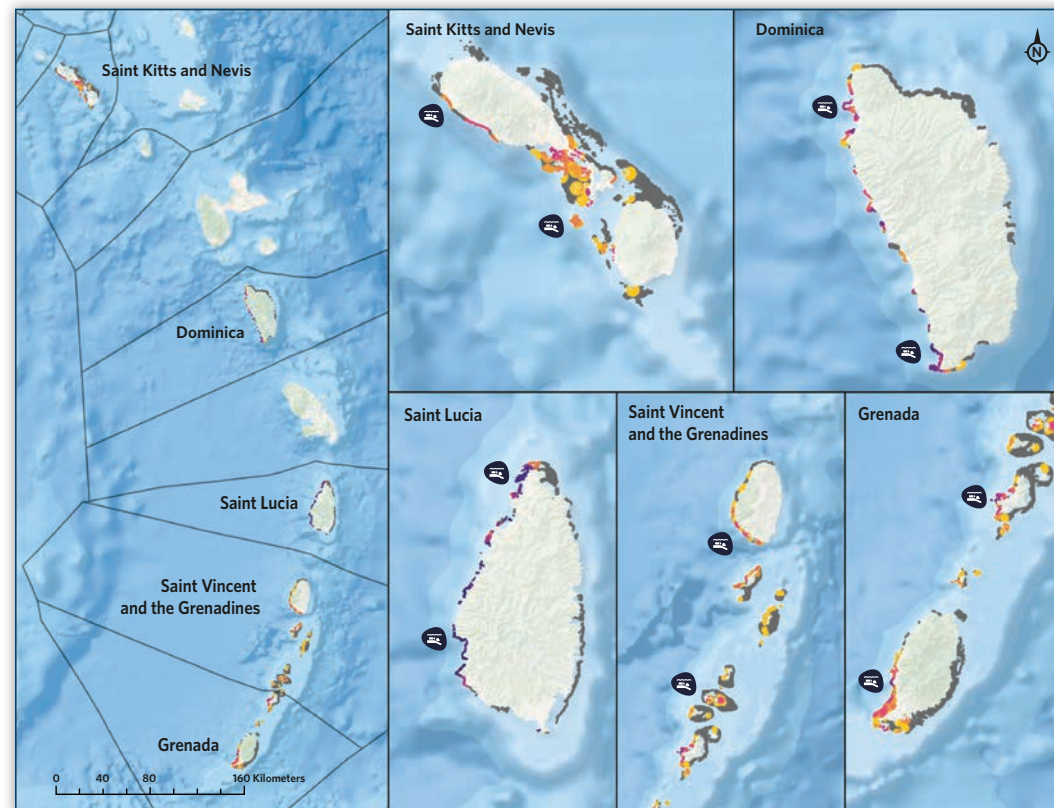 Saint Kitts and Nevis
Dominica
Saint Lucia
Saint Vincent
and the Grenadines
Grenada
0 40 80 160 Kilometers
Saint Kitts and Nevis
Dominica
N
Saint Lucia
Saint Vincent
and the Grenadines
Grenada